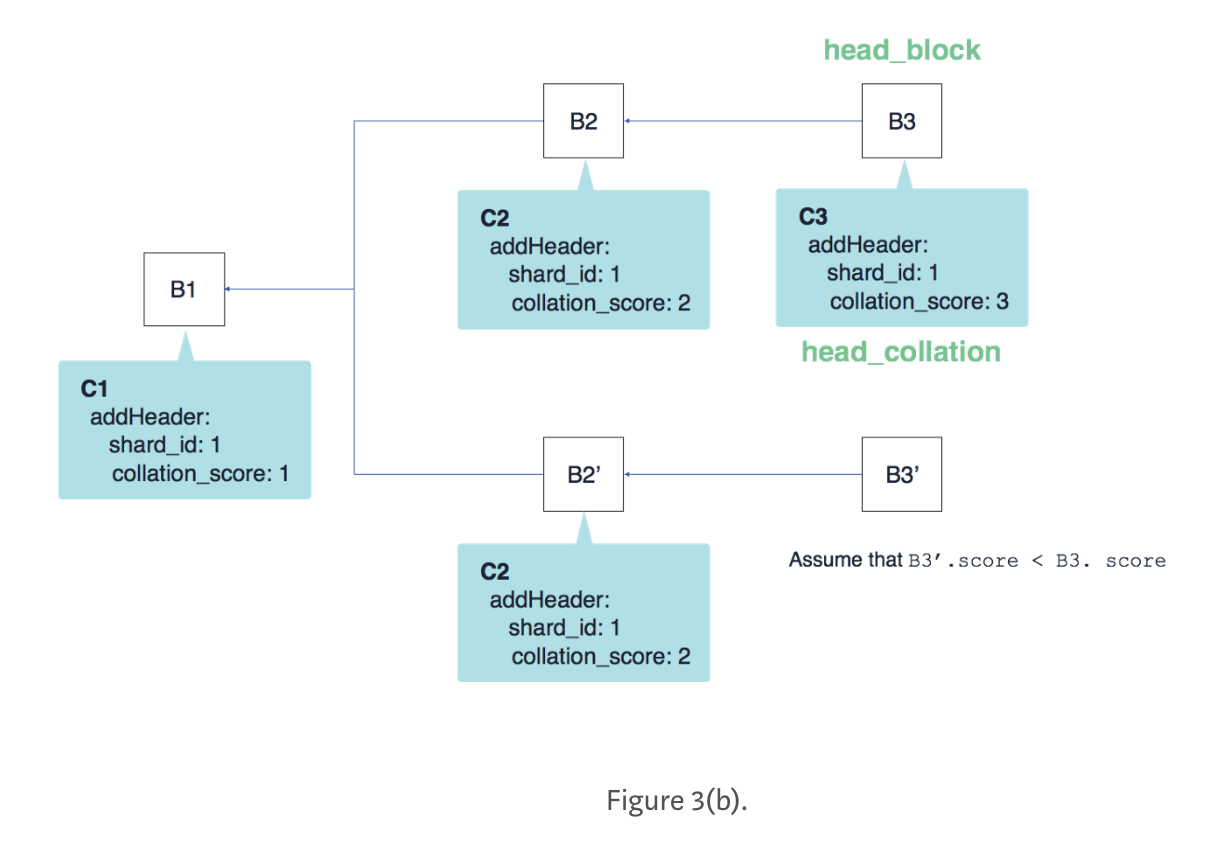 head_block
B2
B3
C2
addHeader:
shard_id: 1
collation_score: 2
C3
addHeader:
shard_id: 1
collation_score: 3
head_collation
B1
C1
addHeader:
shard_id: 1
collation_score: 1
B2’
B3’
C2
addHeader:
shard_id: 1
collation_score: 2
Assume that B3’.score < B3. score
Figure 3(b).